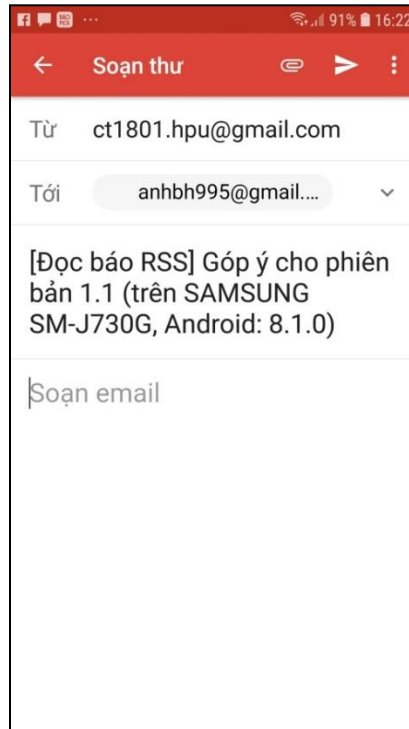 91% 16:22
Soạn thư
Từ ct1801.hpu@gmail.com
Tới anhbh995@gmail....
[Đọc báo RSS] Góp ý cho phiên
bản 1.1 (trên SAMSUNG
SM-J730G, Android: 8.1.0)
Soạn email